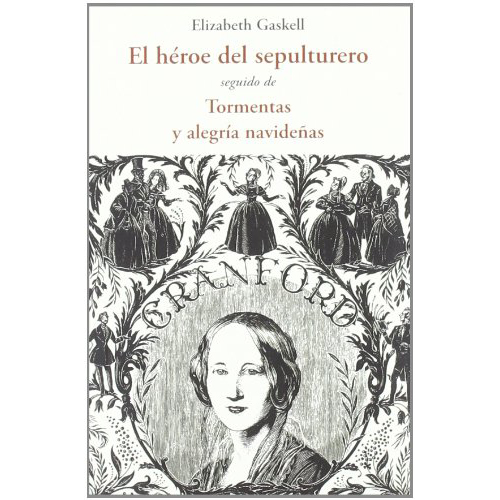 Elizabeth Gaskell
El héroe del sepulturero
seguido de
Tormentas
y alegría navideñas
CRANFORD